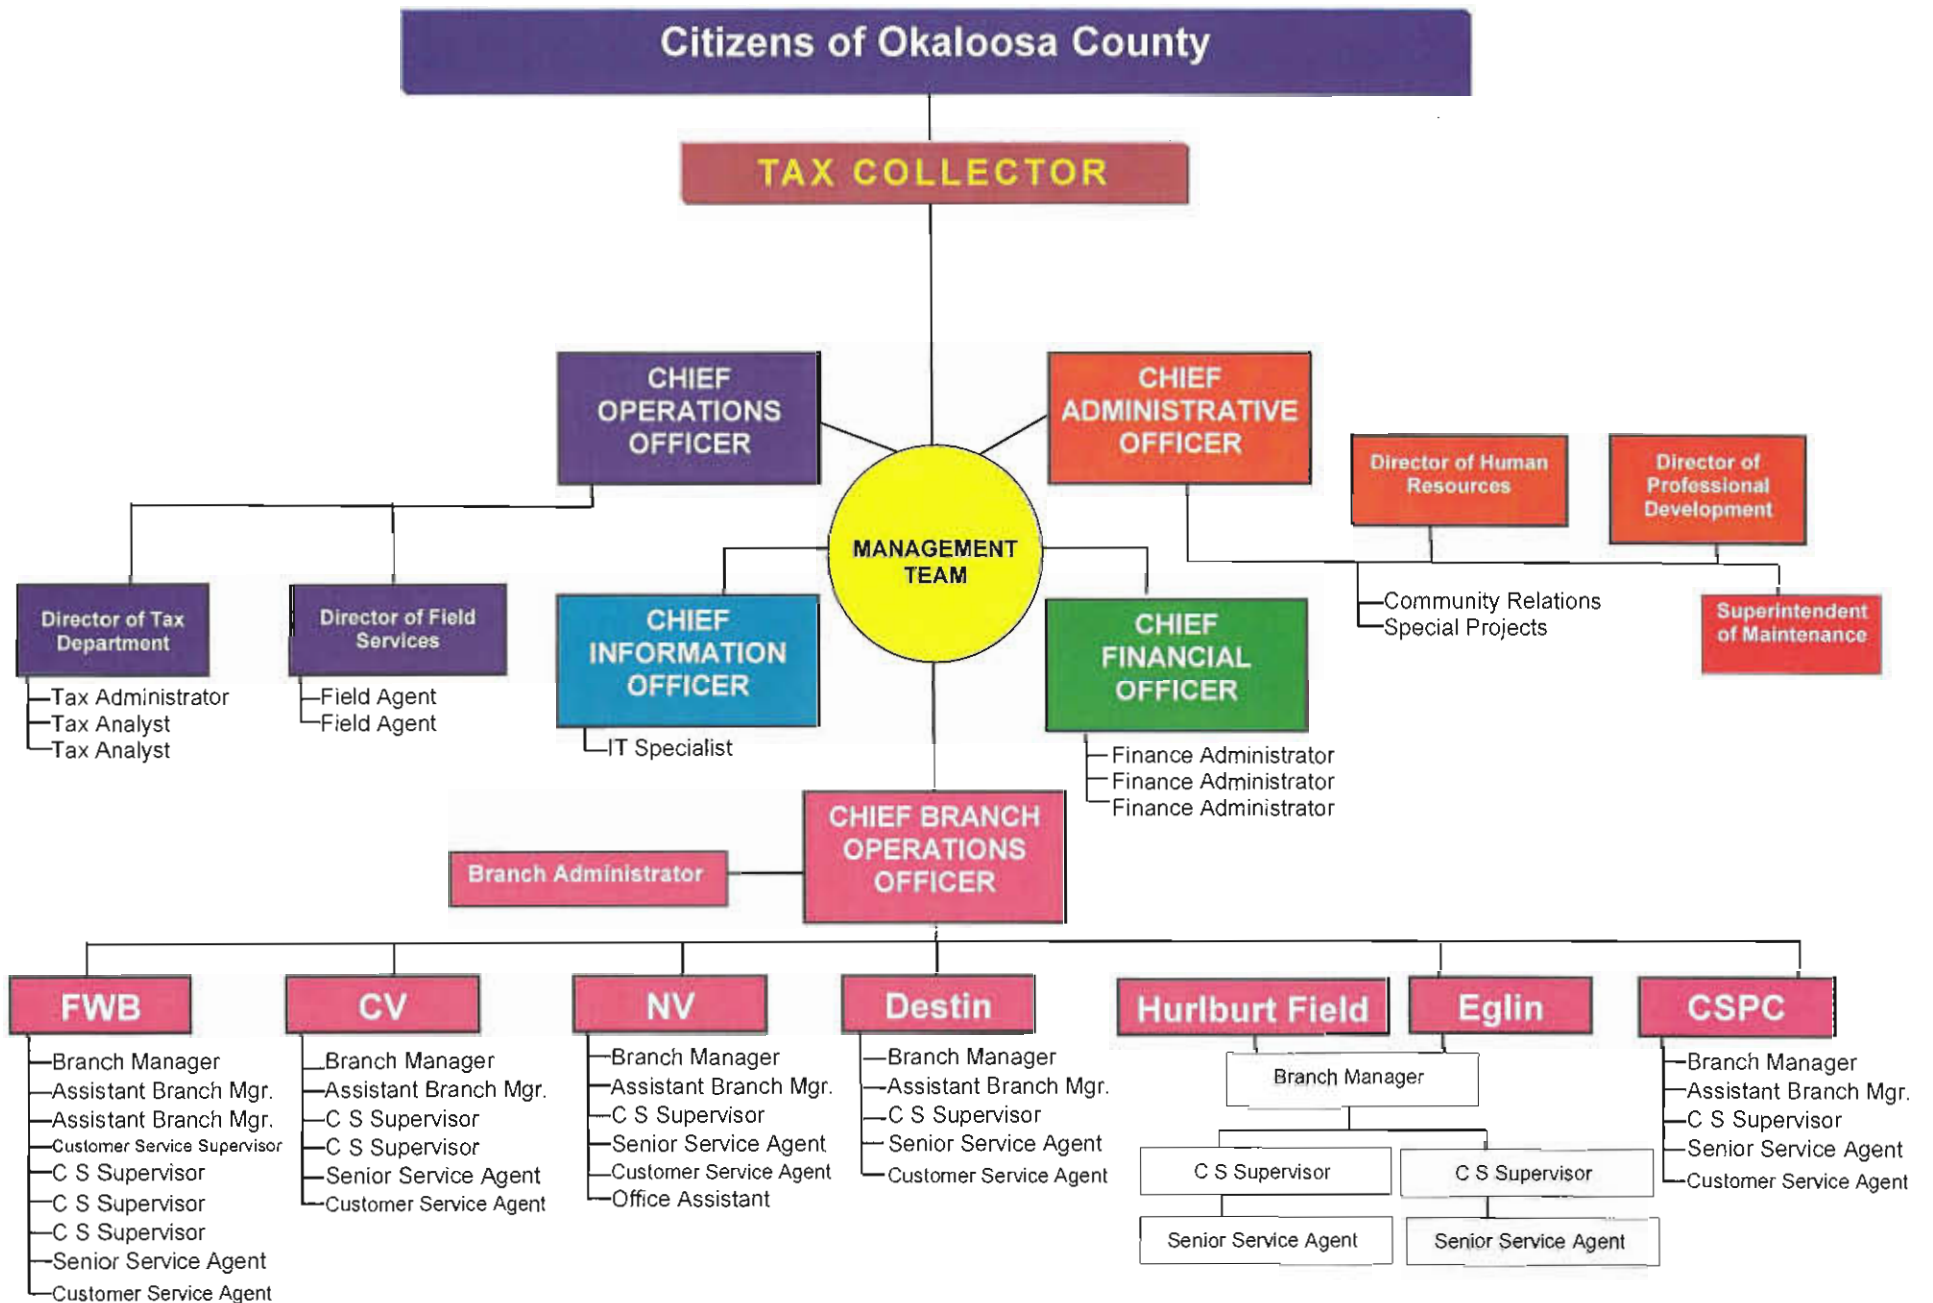 Citizens of Okaloosa County
TAX COLLECTOR
CHIEF
OPERATIONS
OFFICER
CHIEF
ADMINISTRATIVE
OFFICER
Director of Human
Resources
Director of
Professional
Development
MANAGEMENT
TEAM
Director of Tax
Department
Tax Administrator
Tax Analyst
Tax Analyst
Director of Field
Services
Field Agent
Field Agent
CHIEF
INFORMATION
OFFICER
IT Specialist
CHIEF
FINANCIAL
OFFICER
Finance Administrator
Finance Administrator
Finance Administrator
Community Relations
Special Projects
Superintendent
of Maintenance
CHIEF BRANCH
OPERATIONS
OFFICER
Branch Administrator
FWB
Branch Manager
Assistant Branch Mgr.
Assistant Branch Mgr.
Customer Service Supervisor
C S Supervisor
C S Supervisor
C S Supervisor
Senior Service Agent
Customer Service Agent
CV
Branch Manager
Assistant Branch Mgr.
C S Supervisor
C S Supervisor
Senior Service Agent
Customer Service Agent
NV
Branch Manager
Assistant Branch Mgr.
C S Supervisor
Senior Service Agent
Customer Service Agent
Office Assistant
Destin
Branch Manager
Assistant Branch Mgr.
C S Supervisor
Senior Service Agent
Customer Service Agent
Hurlburt Field
Eglin
Branch Manager
C S Supervisor
C S Supervisor
Senior Service Agent
Senior Service Agent
CSPC
Branch Manager
Assistant Branch Mgr.
C S Supervisor
Senior Service Agent
Customer Service Agent